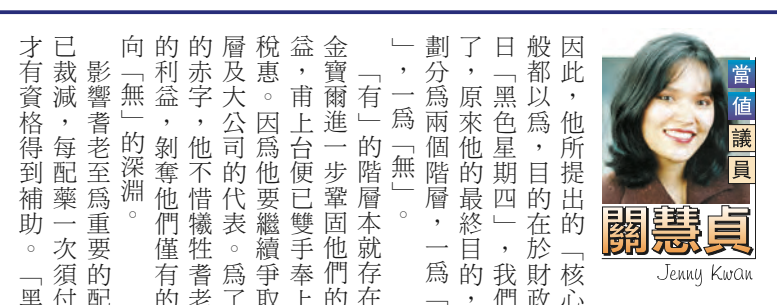 當值議員
關慧貞
Jenny Kwan
因此，他所提出的「核心
般都以爲，目的在於財政
日「黑色星期四」，我們
了，原來他的最終目的，
劃分爲兩個階層，一爲「
」，一爲「無」。
「有」的階層本就存在
金寶爾進一步鞏固他們的
益，甫上台便已雙手奉上
稅惠。因爲他要繼續爭取
層及大公司的代表。爲了
的赤字，他不惜犧牲耆老
的利益，剝奪他們僅有的
向「無」的深淵。
影響耆老至爲重要的配
已裁減，每配藥一次須付
才有資格得到補助。「黑